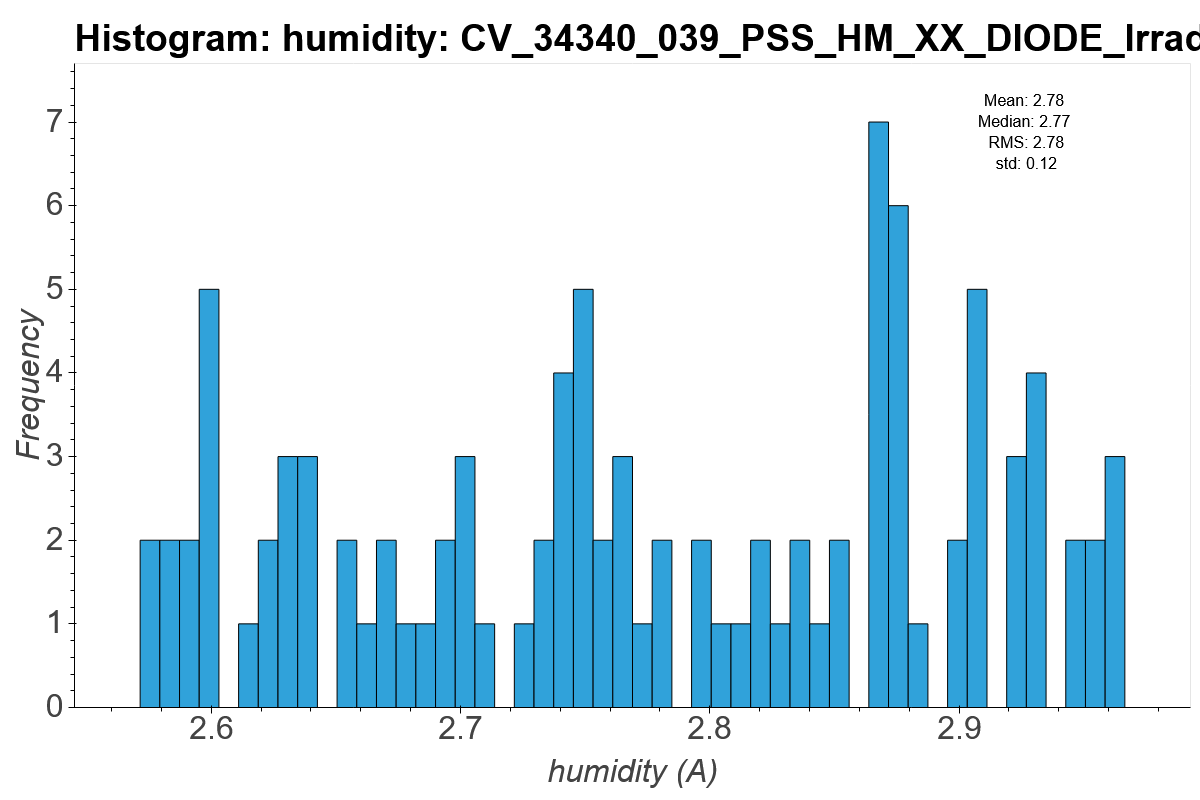 Histogram: humidity: CV_34340_039_PSS_HM_XX_DIODE_Irrad
Mean: 2.78
Median: 2.77
RMS: 2.78
std: 0.12
7
6
5
4
3
2
1
0
Frequency
2.6 2.7 2.8 2.9
humidity (A)